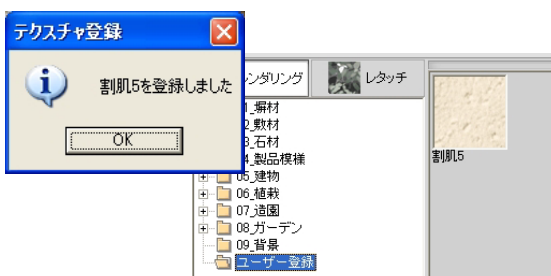 テクスチャ登録
割肌5を登録しました
OK
ンダリング
レタッチ
1_塀材
2_敷材
3_石材
4_製品模様
05_建物
06_植栽
07_造園
08_ガーデン
09_背景
ユーザー登録
割肌5